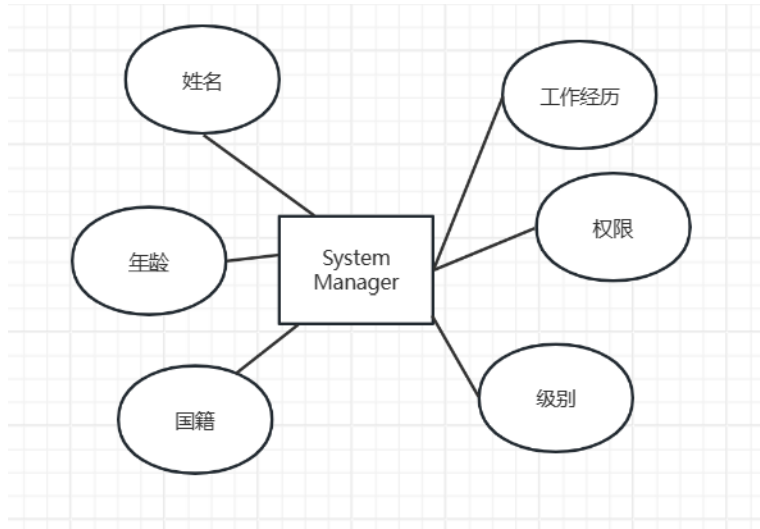 姓名
工作经历
权限
年龄
System
Manager
级别
国籍